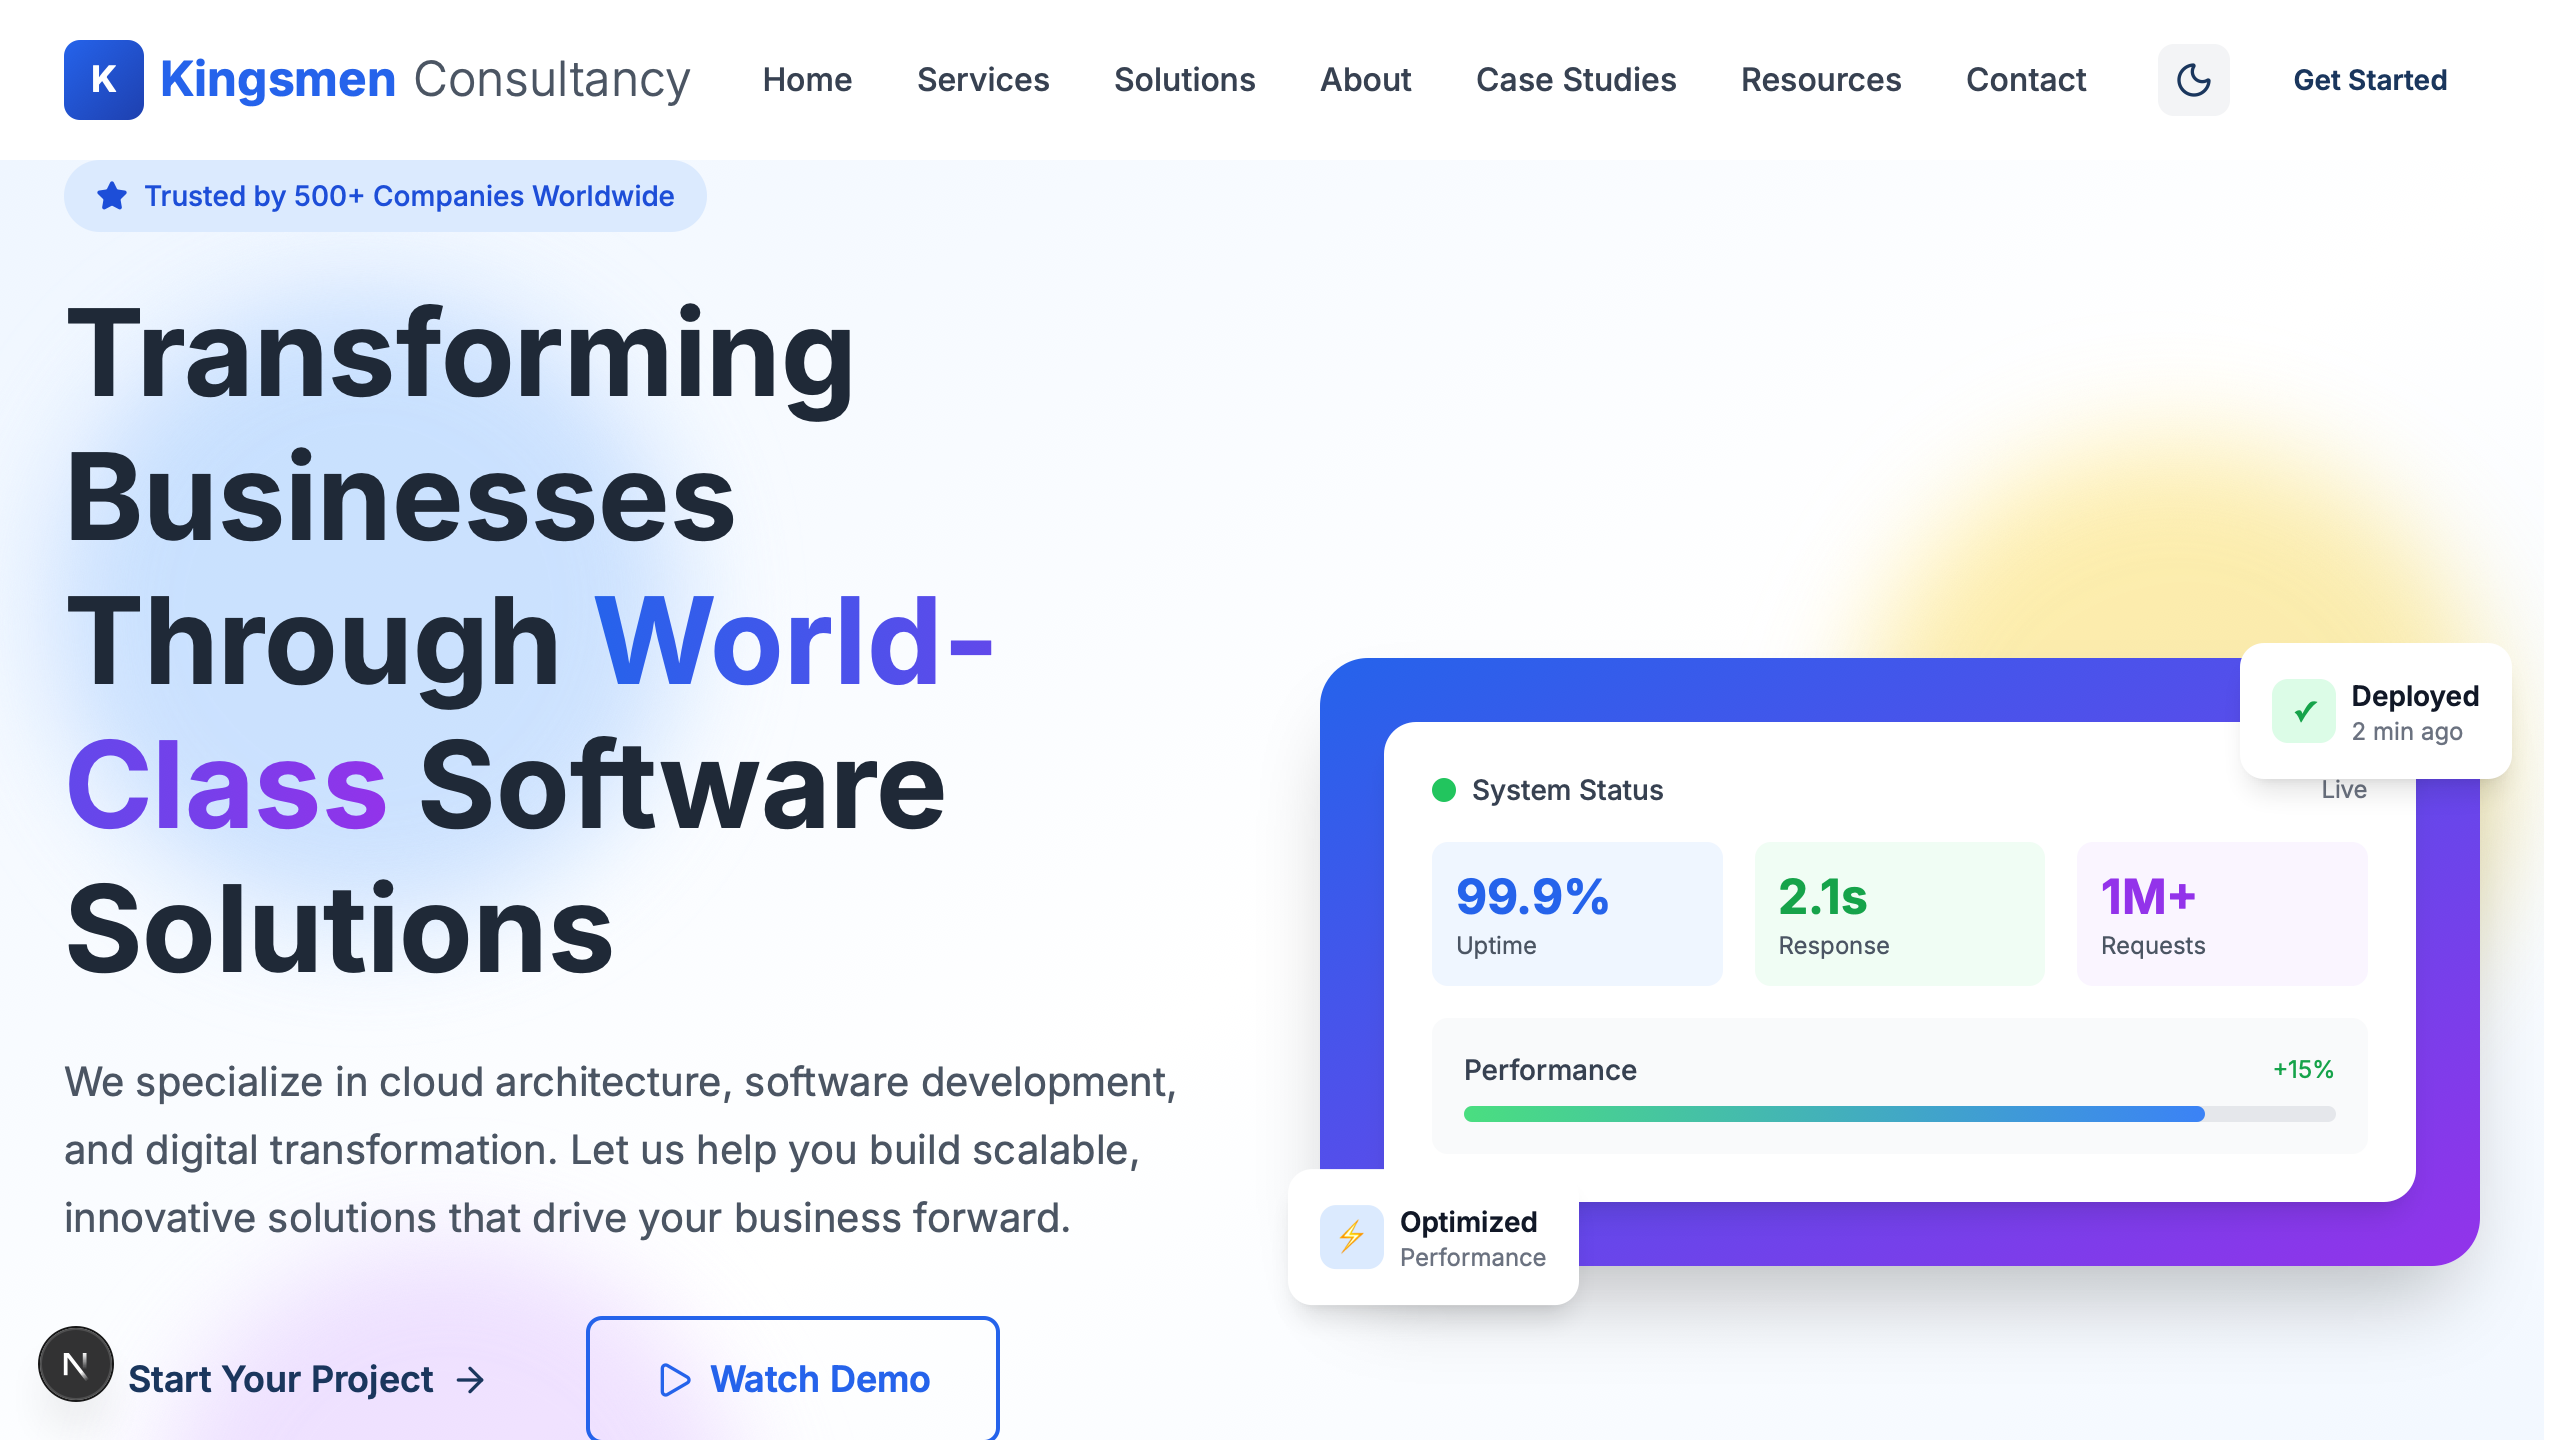 K Kingsmen Consultancy Home Services Solutions About Case Studies Resources Contact Get Started
Trusted by 500+ Companies Worldwide
Transforming
Businesses
Through World-
Class Software
Solutions
We specialize in cloud architecture, software development,
and digital transformation. Let us help you build scalable,
innovative solutions that drive your business forward.
N Start Your Project → Watch Demo
Deployed
2 min ago
System Status Live
99.9% 2.1s 1M+
Uptime Response Requests
Performance +15%
Optimized
Performance